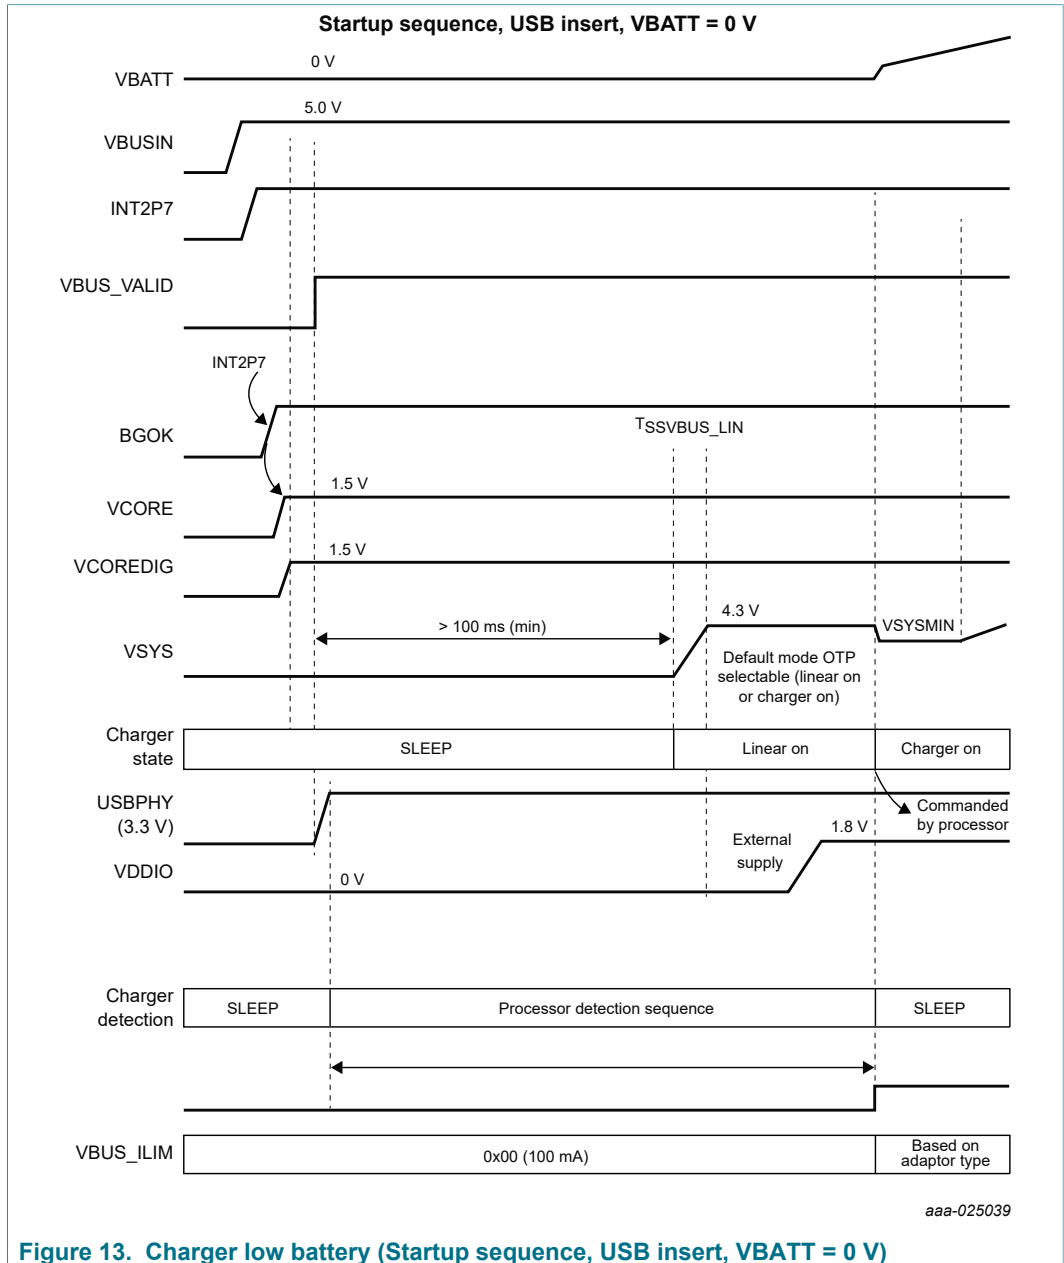 Startup sequence, USB insert, VBATT = 0 V
VBATT
0 V
VBUSIN
5.0 V
INT2P7
VBUS_VALID
INT2P7
BGOK
TSSVBUS_LIN
VCORE
1.5 V
VCOREDIG
1.5 V
VSYS
> 100 ms (min)
4.3 V
VSYSMIN
Default mode OTP
selectable (linear on
or charger on)
Charger
state
SLEEP
Linear on
Charger on
USBPHY
(3.3 V)
Commanded
by processor
VDDIO
0 V
External
supply
1.8 V
Charger
detection
SLEEP
Processor detection sequence
SLEEP
VBUS_ILIM
0x00 (100 mA)
Based on
adaptor type
aaa-025039
Figure 13. Charger low battery (Startup sequence, USB insert, VBATT = 0 V)